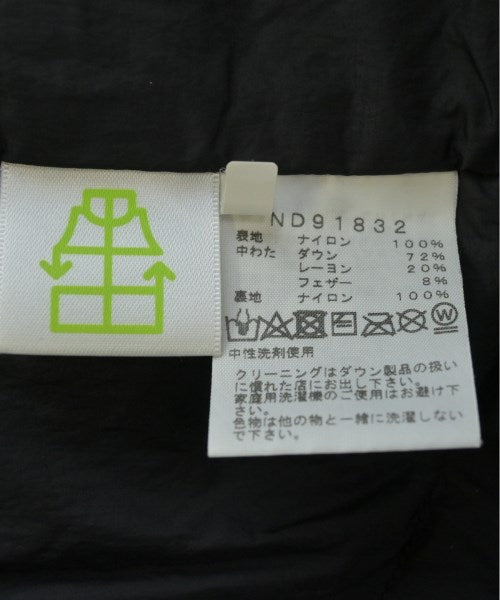 ND91832
表地 ナイロン 100%
中わた ダウン 72%
レーヨン 20%
フェザー 8%
裏地 ナイロン 100%
W
中性洗剤使用
クリーニングはダウン製品の扱い
に慣れた店にお出し下さい。
家庭用洗濯機のご使用はお避け下
さい。
色物は他の物と一緒に洗濯しない
で下さい。